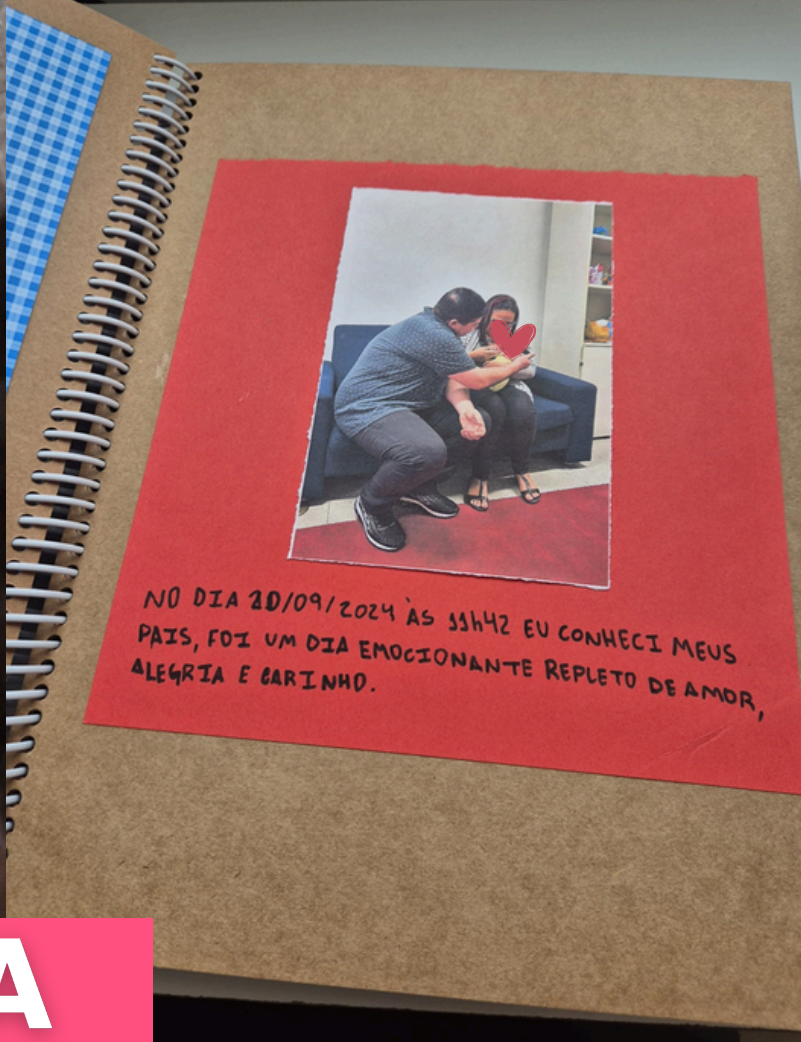 NO DIA 10/09/2024 ÀS 11h42 EU CONHECI MEUS
PAIS, FOI UM DIA EMOCIONANTE REPLETO DE AMOR,
ALEGRIA E CARINHO.
A